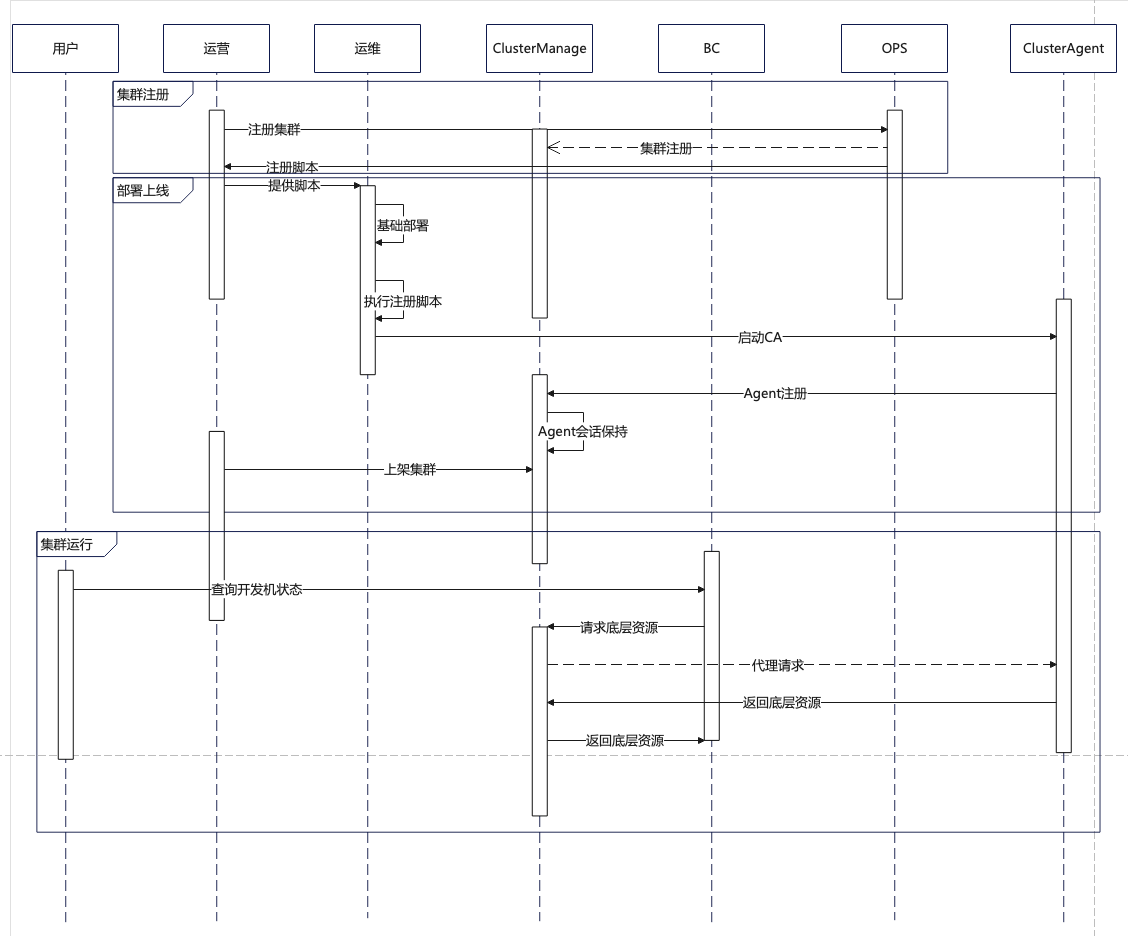 用户
运营
运维
ClusterManage
BC
OPS
ClusterAgent
集群注册
注册集群
集群注册
注册脚本
部署上线
提供脚本
基础部署
执行注册脚本
启动CA
Agent注册
Agent会话保持
上架集群
集群运行
查询开发机状态
请求底层资源
代理请求
返回底层资源
返回底层资源